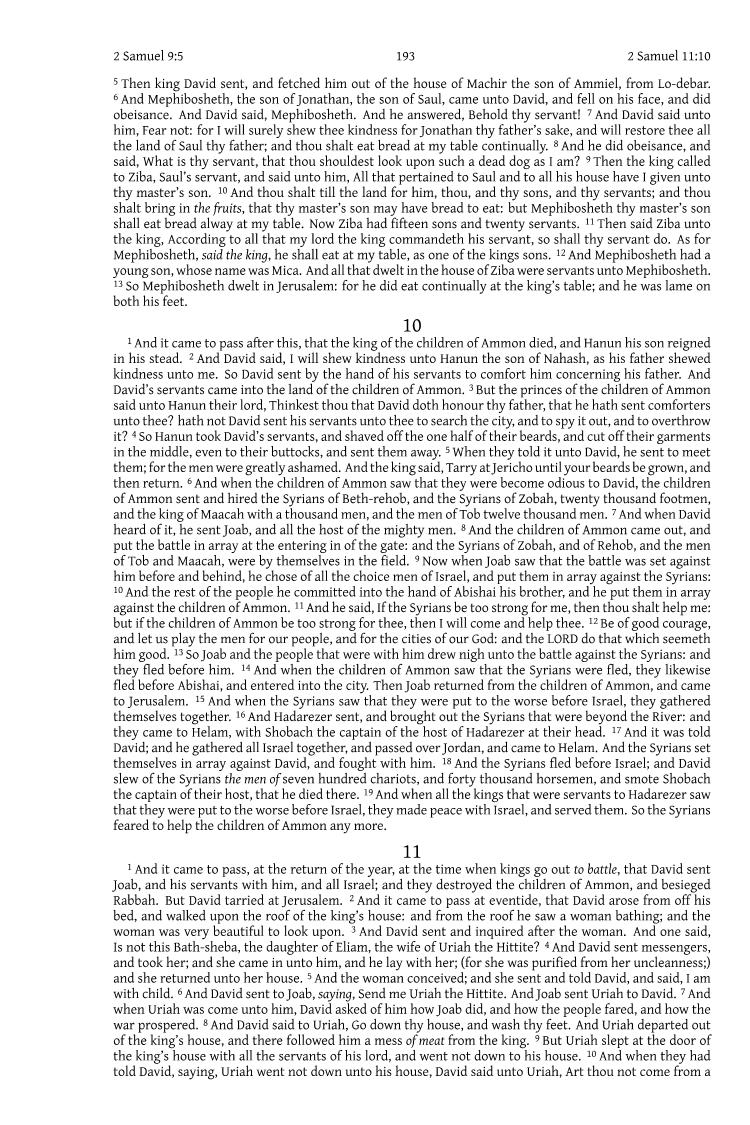 2 Samuel 9:5 193 2 Samuel 11:10
5 Then king David sent, and fetched him out of the house of Machir the son of Ammiel, from Lo-debar.
6 And Mephibosheth, the son of Jonathan, the son of Saul, came unto David, and fell on his face, and did
obeisance. And David said, Mephibosheth. And he answered, Behold thy servant! 7 And David said unto
him, Fear not: for I will surely shew thee kindness for Jonathan thy father's sake, and will restore thee all
the land of Saul thy father; and thou shalt eat bread at my table continually. 8 And he did obeisance, and
said, What is thy servant, that thou shouldest look upon such a dead dog as I am? 9 Then the king called
to Ziba, Saul's servant, and said unto him, All that pertained to Saul and to all his house have I given unto
thy master's son. 10 And thou shalt till the land for him, thou, and thy sons, and thy servants; and thou
shalt bring in the fruits, that thy master's son may have bread to eat: but Mephibosheth thy master's son
shall eat bread alway at my table. Now Ziba had fifteen sons and twenty servants. 11 Then said Ziba unto
the king, According to all that my lord the king commandeth his servant, so shall thy servant do. As for
Mephibosheth, said the king, he shall eat at my table, as one of the kings sons. 12 And Mephibosheth had a
young son, whose name was Mica. And all that dwelt in the house of Ziba were servants unto Mephibosheth.
13 So Mephibosheth dwelt in Jerusalem: for he did eat continually at the king's table; and he was lame on
both his feet.
10
1 And it came to pass after this, that the king of the children of Ammon died, and Hanun his son reigned
in his stead. 2 And David said, I will shew kindness unto Hanun the son of Nahash, as his father shewed
kindness unto me. So David sent by the hand of his servants to comfort him concerning his father. And
David's servants came into the land of the children of Ammon. 3 But the princes of the children of Ammon
said unto Hanun their lord, Thinkest thou that David doth honour thy father, that he hath sent comforters
unto thee? hath not David sent his servants unto thee to search the city, and to spy it out, and to overthrow
it? 4 So Hanun took David's servants, and shaved off the one half of their beards, and cut off their garments
in the middle, even to their buttocks, and sent them away. 5 When they told it unto David, he sent to meet
them; for the men were greatly ashamed. And the king said, Tarry at Jericho until your beards be grown, and
then return. 6 And when the children of Ammon saw that they were become odious to David, the children
of Ammon sent and hired the Syrians of Beth-rehob, and the Syrians of Zobah, twenty thousand footmen,
and the king of Maacah with a thousand men, and the men of Tob twelve thousand men. 7 And when David
heard of it, he sent Joab, and all the host of the mighty men. 8 And the children of Ammon came out, and
put the battle in array at the entering in of the gate: and the Syrians of Zobah, and of Rehob, and the men
of Tob and Maacah, were by themselves in the field. 9 Now when Joab saw that the battle was set against
him before and behind, he chose of all the choice men of Israel, and put them in array against the Syrians:
10 And the rest of the people he committed into the hand of Abishai his brother, and he put them in array
against the children of Ammon. 11 And he said, If the Syrians be too strong for me, then thou shalt help me:
but if the children of Ammon be too strong for thee, then I will come and help thee. 12 Be of good courage,
and let us play the men for our people, and for the cities of our God: and the LORD do that which seemeth
him good. 13 So Joab and the people that were with him drew nigh unto the battle against the Syrians: and
they fled before him. 14 And when the children of Ammon saw that the Syrians were fled, they likewise
fled before Abishai, and entered into the city. Then Joab returned from the children of Ammon, and came
to Jerusalem. 15 And when the Syrians saw that they were put to the worse before Israel, they gathered
themselves together. 16 And Hadarezer sent, and brought out the Syrians that were beyond the River: and
they came to Helam, with Shobach the captain of the host of Hadarezer at their head. 17 And it was told
David; and he gathered all Israel together, and passed over Jordan, and came to Helam. And the Syrians set
themselves in array against David, and fought with him. 18 And the Syrians fled before Israel; and David
slew of the Syrians the men of seven hundred chariots, and forty thousand horsemen, and smote Shobach
the captain of their host, that he died there. 19 And when all the kings that were servants to Hadarezer saw
that they were put to the worse before Israel, they made peace with Israel, and served them. So the Syrians
feared to help the children of Ammon any more.
11
1 And it came to pass, at the return of the year, at the time when kings go out to battle, that David sent
Joab, and his servants with him, and all Israel; and they destroyed the children of Ammon, and besieged
Rabbah. But David tarried at Jerusalem. 2 And it came to pass at eventide, that David arose from off his
bed, and walked upon the roof of the king's house: and from the roof he saw a woman bathing; and the
woman was very beautiful to look upon. 3 And David sent and inquired after the woman. And one said,
Is not this Bath-sheba, the daughter of Eliam, the wife of Uriah the Hittite? 4 And David sent messengers,
and took her; and she came in unto him, and he lay with her; (for she was purified from her uncleanness;)
and she returned unto her house. 5 And the woman conceived; and she sent and told David, and said, I am
with child. 6 And David sent to Joab, saying, Send me Uriah the Hittite. And Joab sent Uriah to David. 7 And
when Uriah was come unto him, David asked of him how Joab did, and how the people fared, and how the
war prospered. 8 And David said to Uriah, Go down thy house, and wash thy feet. And Uriah departed out
of the king's house, and there followed him a mess of meat from the king. 9 But Uriah slept at the door of
the king's house with all the servants of his lord, and went not down to his house. 10 And when they had
told David, saying, Uriah went not down unto his house, David said unto Uriah, Art thou not come from a